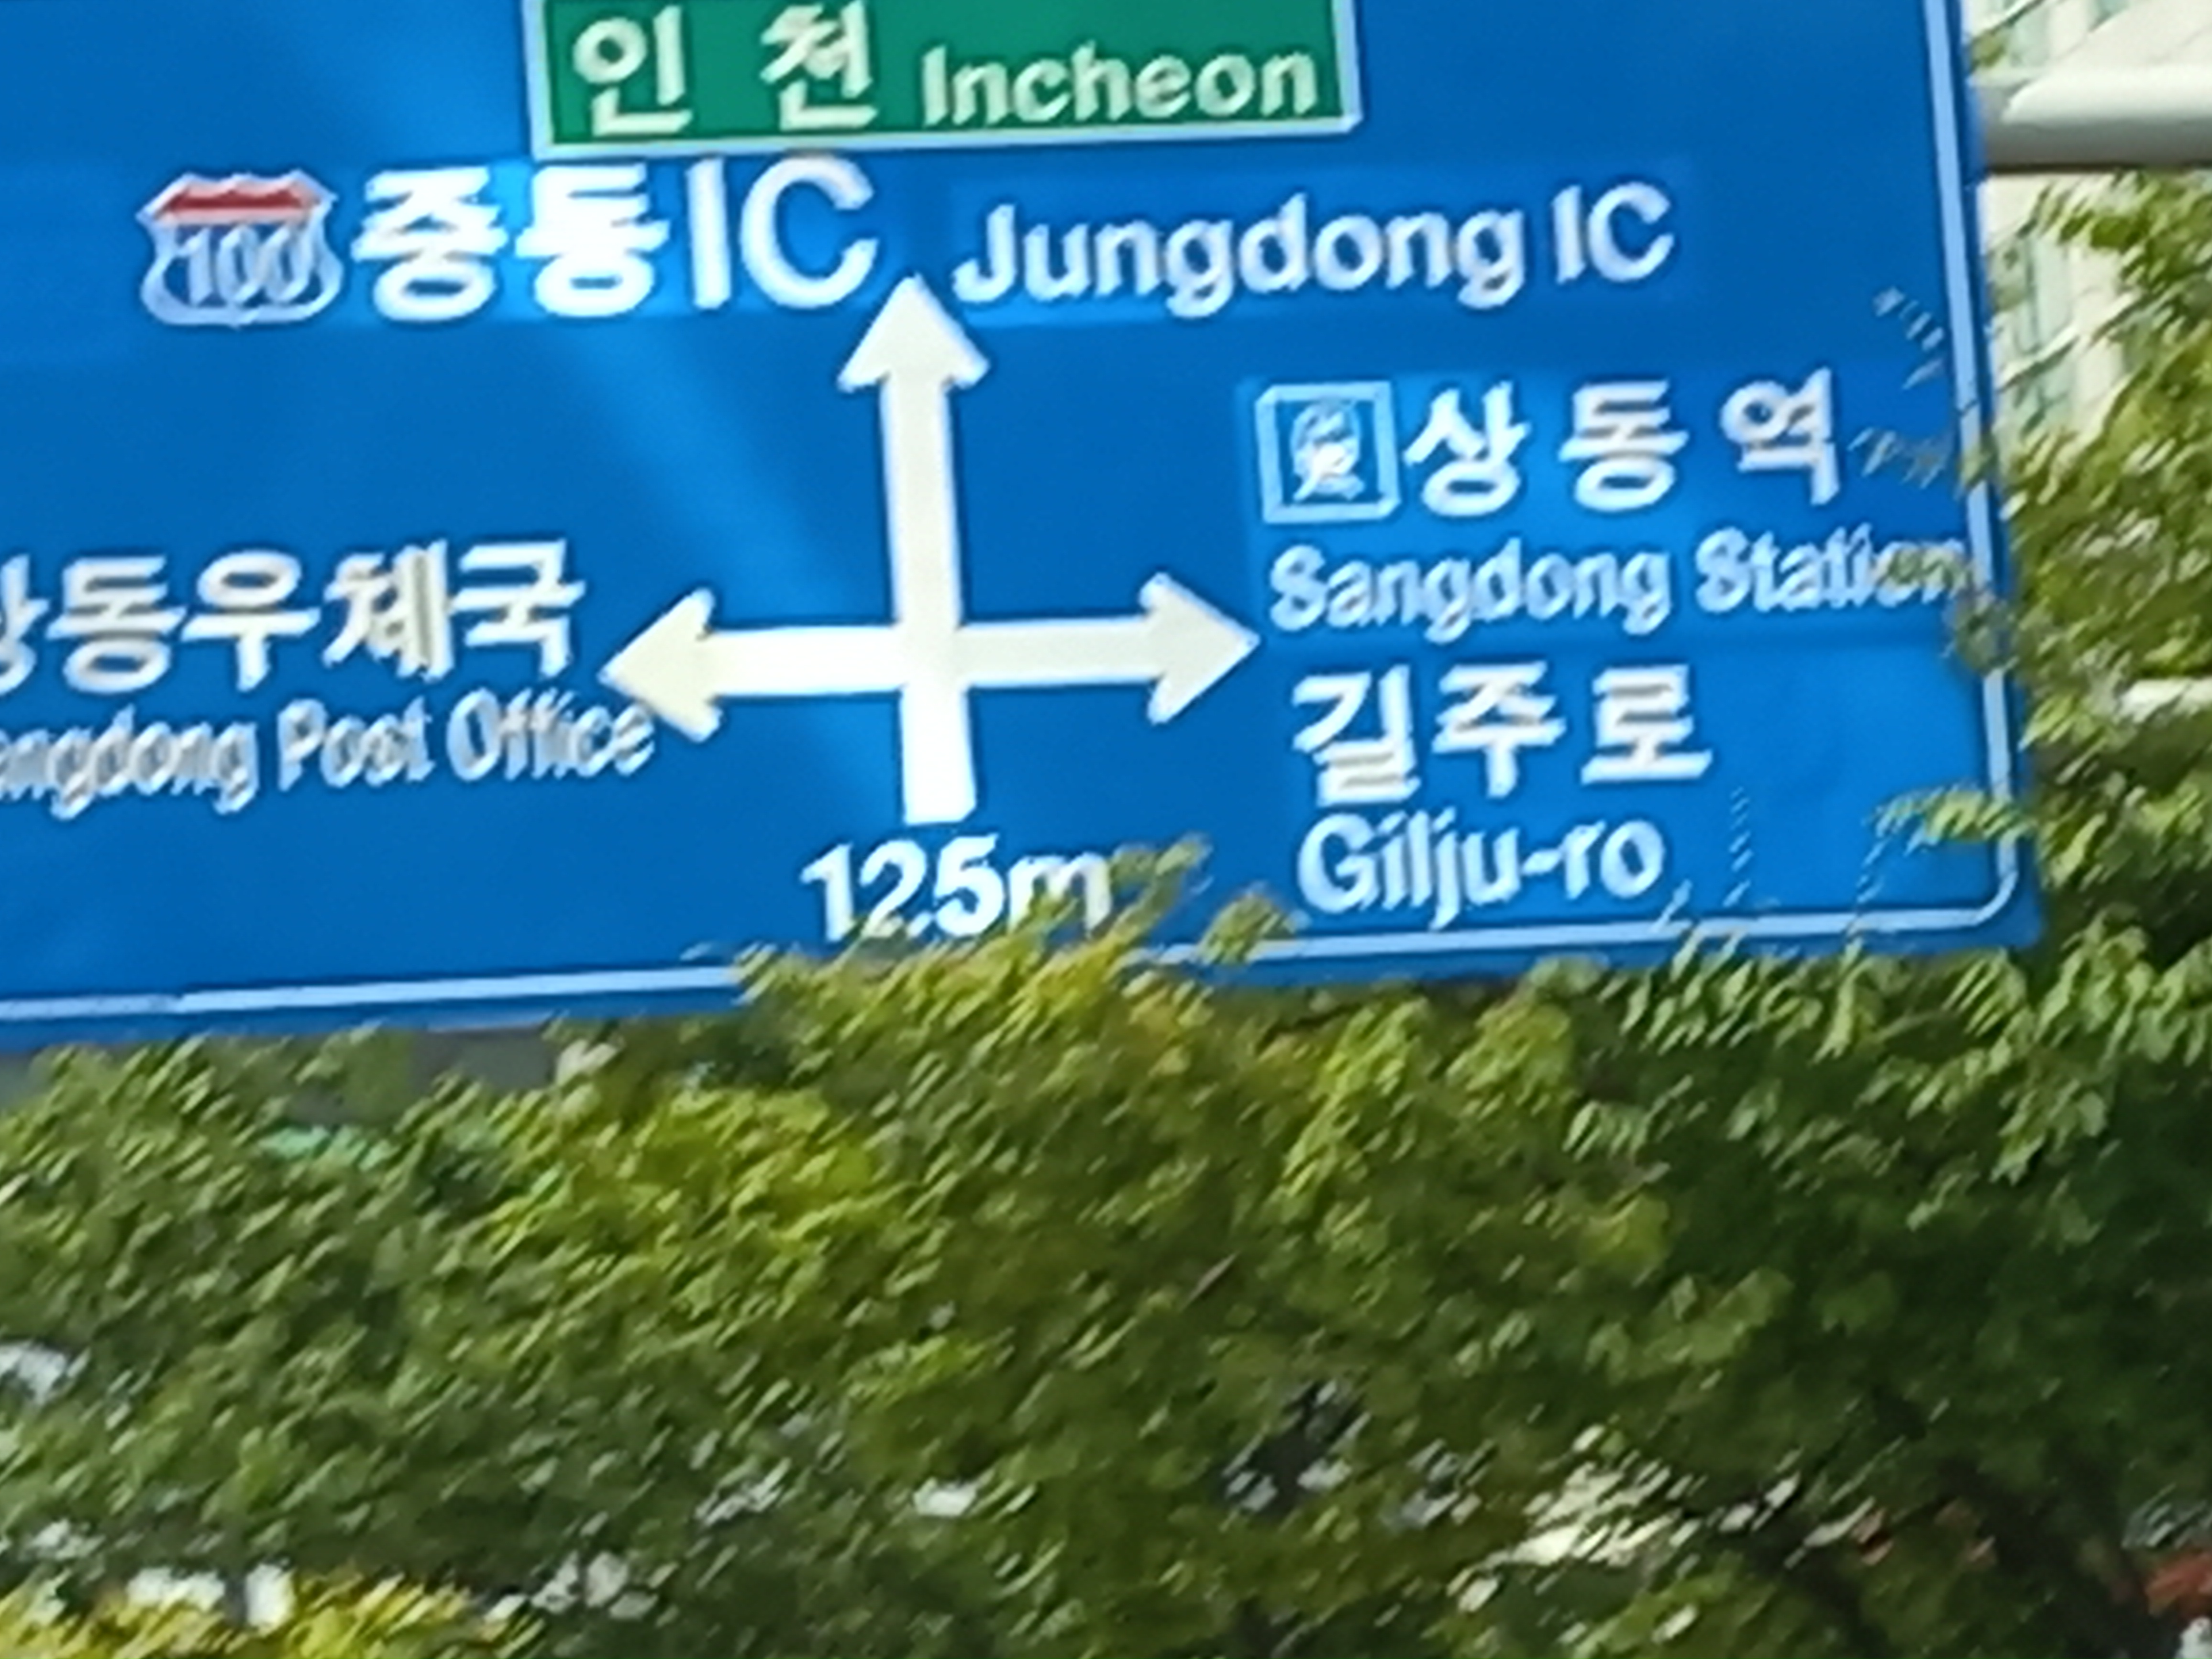 인 천 Incheon
100 중동IC Jungdong IC
상 동 역
Sangdong Station
상동우체국
Sangdong Post Office
길주로
Gilju-ro
125m